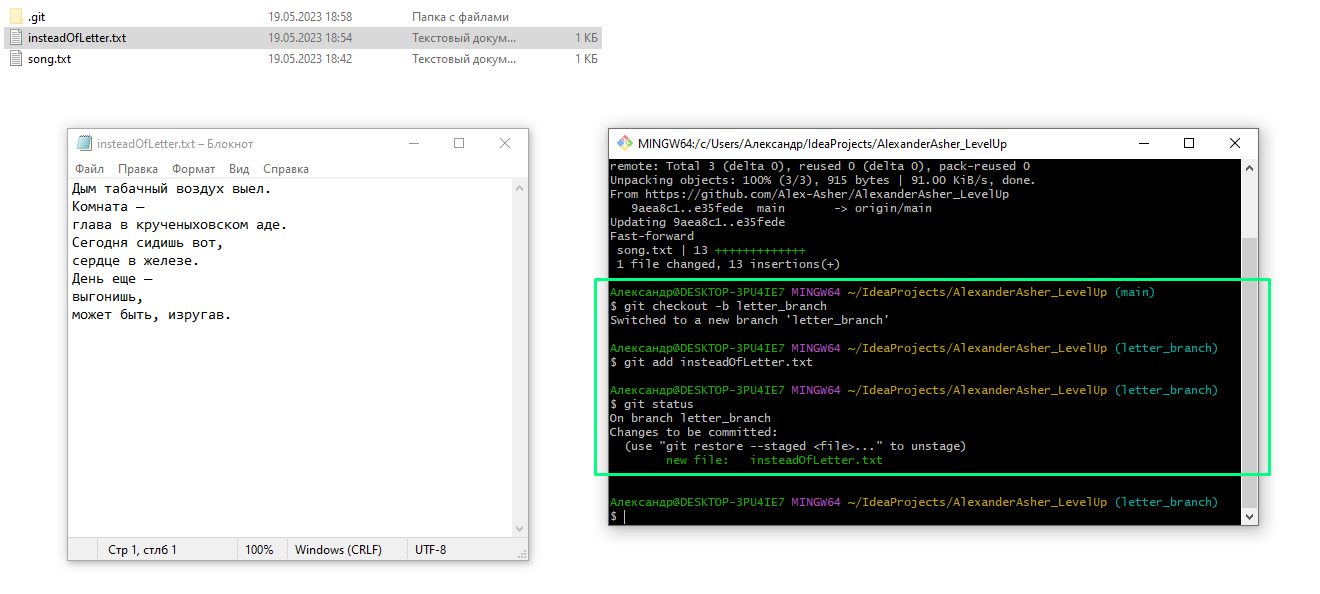 .git 19.05.2023 18:58 Папка с файлами
insteadOfLetter.txt 19.05.2023 18:54 Текстовый докум... 1 КБ
song.txt 19.05.2023 18:42 Текстовый докум... 1 КБ
insteadOfLetter.txt – Блокнот
Файл Правка Формат Вид Справка
Дым табачный воздух выел.
Комната —
глава в крученыховском аде.
Сегодня сидишь вот,
сердце в железе.
День еще —
выгонишь,
может быть, изругав.
Стр 1, стлб 1 100% Windows (CRLF) UTF-8
MINGW64:/c/Users/Александр/IdeaProjects/AlexanderAsher_LevelUp
remote: Total 3 (delta 0), reused 0 (delta 0), pack-reused 0
Unpacking objects: 100% (3/3), 915 bytes | 91.00 KiB/s, done.
From https://github.com/Alex-Asher/AlexanderAsher_LevelUp
9aea8c1..e35fede main -> origin/main
Updating 9aea8c1..e35fede
Fast-forward
song.txt | 13 +++++++++++++
1 file changed, 13 insertions(+)
Александр@DESKTOP-3PU4IE7 MINGW64 ~/IdeaProjects/AlexanderAsher_LevelUp (main)
$ git checkout -b letter_branch
Switched to a new branch 'letter_branch'
Александр@DESKTOP-3PU4IE7 MINGW64 ~/IdeaProjects/AlexanderAsher_LevelUp (letter_branch)
$ git add insteadOfLetter.txt
Александр@DESKTOP-3PU4IE7 MINGW64 ~/IdeaProjects/AlexanderAsher_LevelUp (letter_branch)
$ git status
On branch letter_branch
Changes to be committed:
(use "git restore --staged <file>..." to unstage)
new file: insteadOfLetter.txt
Александр@DESKTOP-3PU4IE7 MINGW64 ~/IdeaProjects/AlexanderAsher_LevelUp (letter_branch)
$